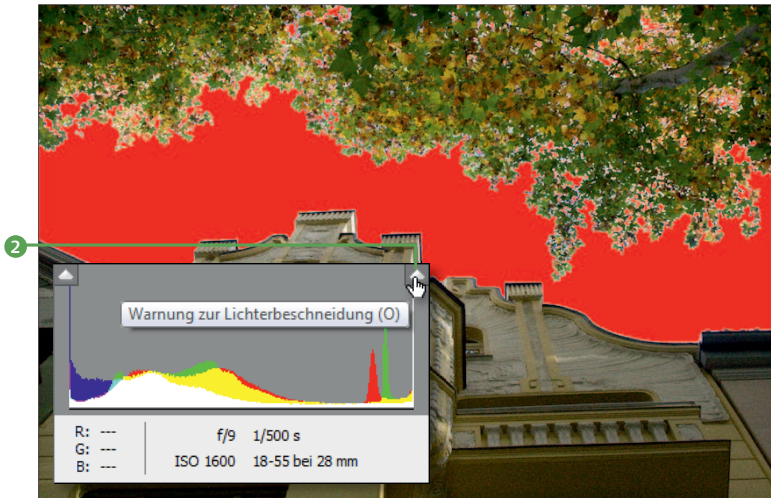 2
Warnung zur Lichterbeschneidung (O)
R: ---
G: ---
B: ---
f/9 1/500 s
ISO 1600 18-55 bei 28 mm